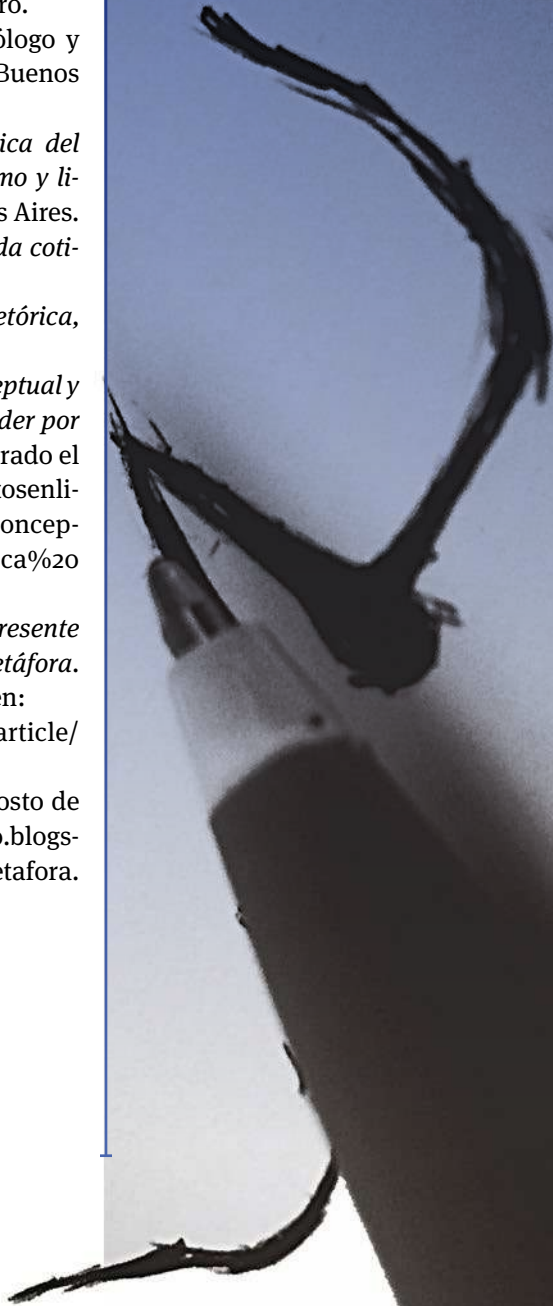 ro.
ólogo y
Buenos
ica del
mo y li-
s Aires.
da coti-
etórica,
eptual y
der por
rado el
tosenli-
oncep-
ica%20
resente
etáfora.
en:
article/
osto de
o.blogs-
etafora.